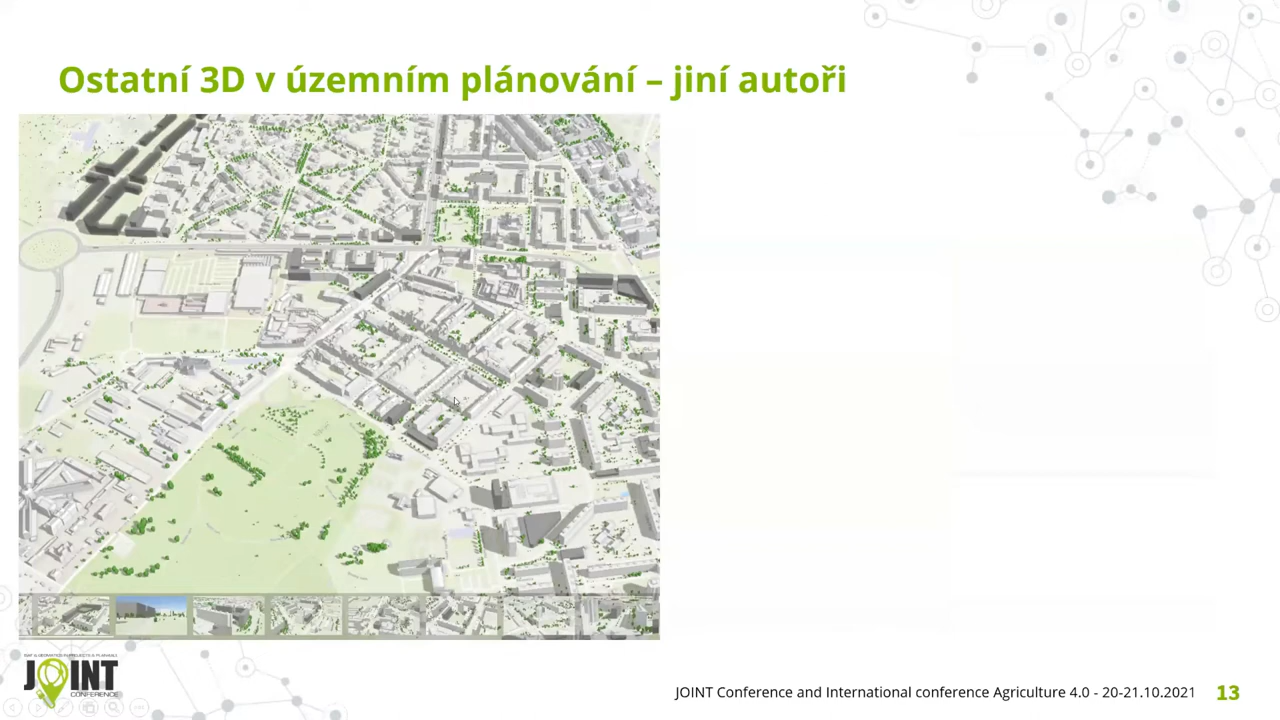 Ostatní 3D v územním plánování – jiní autoři
JOINT
CONFERENCE
JOINT Conference and International conference Agriculture 4.0 - 20-21.10.2021
13